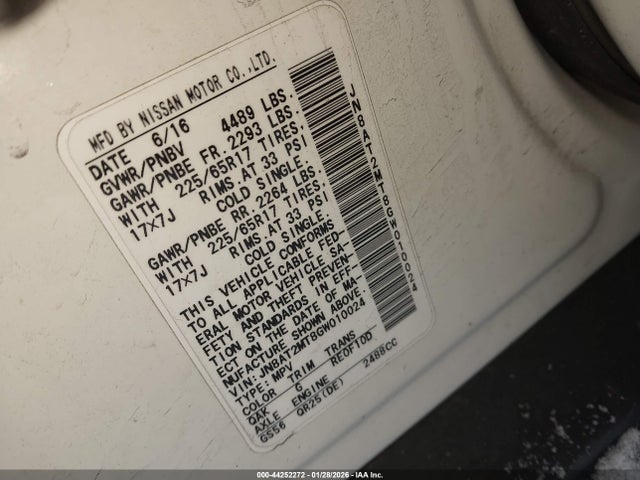 MFD BY NISSAN MOTOR CO.,LTD.
DATE 6/16
GVWR/PNBV 4489 LBS.
GAWR/PNBE FR. 2293 LBS.
WITH 225/65R17 TIRES,
17×7J RIMS AT 33 PSI
COLD SINGLE.
GAWR/PNBE RR. 2264 LBS.
WITH 225/65R17 TIRES,
17×7J RIMS AT 33 PSI
COLD SINGLE.
THIS VEHICLE CONFORMS
TO ALL APPLICABLE FED-
ERAL MOTOR VEHICLE SA-
FETY AND THEFT PREVEN-
TION STANDARDS IN EFF-
ECT ON THE DATE OF MA-
NUFACTURE SHOWN ABOVE.
VIN: JN8AT2MT8GW010024
TYPE: MPV
COLOR TRIM TRANS
QAK G RE0F10D
AXLE ENGINE
GS56 QR25(DE) 2488CC
JN8AT2MT8GW010024
000-44252272 - 01/28/2026 - IAA Inc.